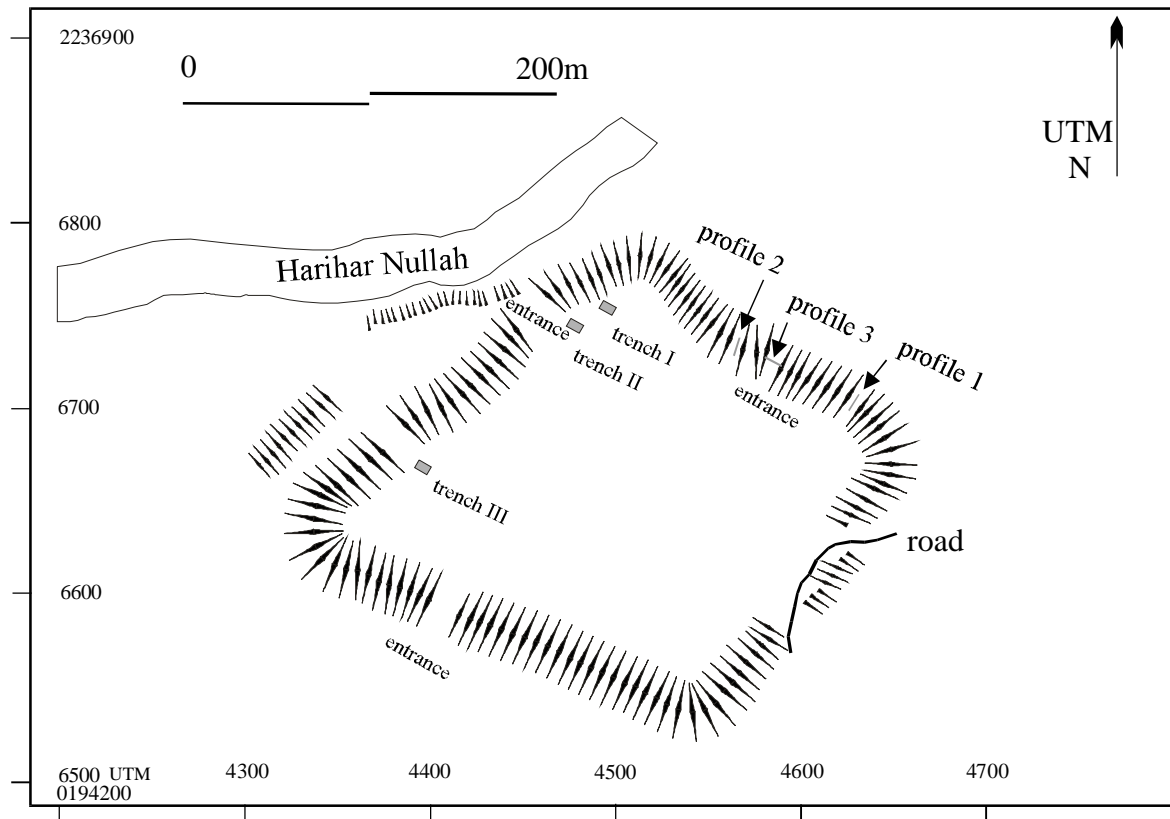 2236900
0
200m
UTM
N
6800
profile 2
Harihar Nullah
profile 3
entrance
trench I
profile 1
trench II
entrance
6700
trench III
road
6600
entrance
6500 UTM
4300
4400
4500
4600
4700
0194200